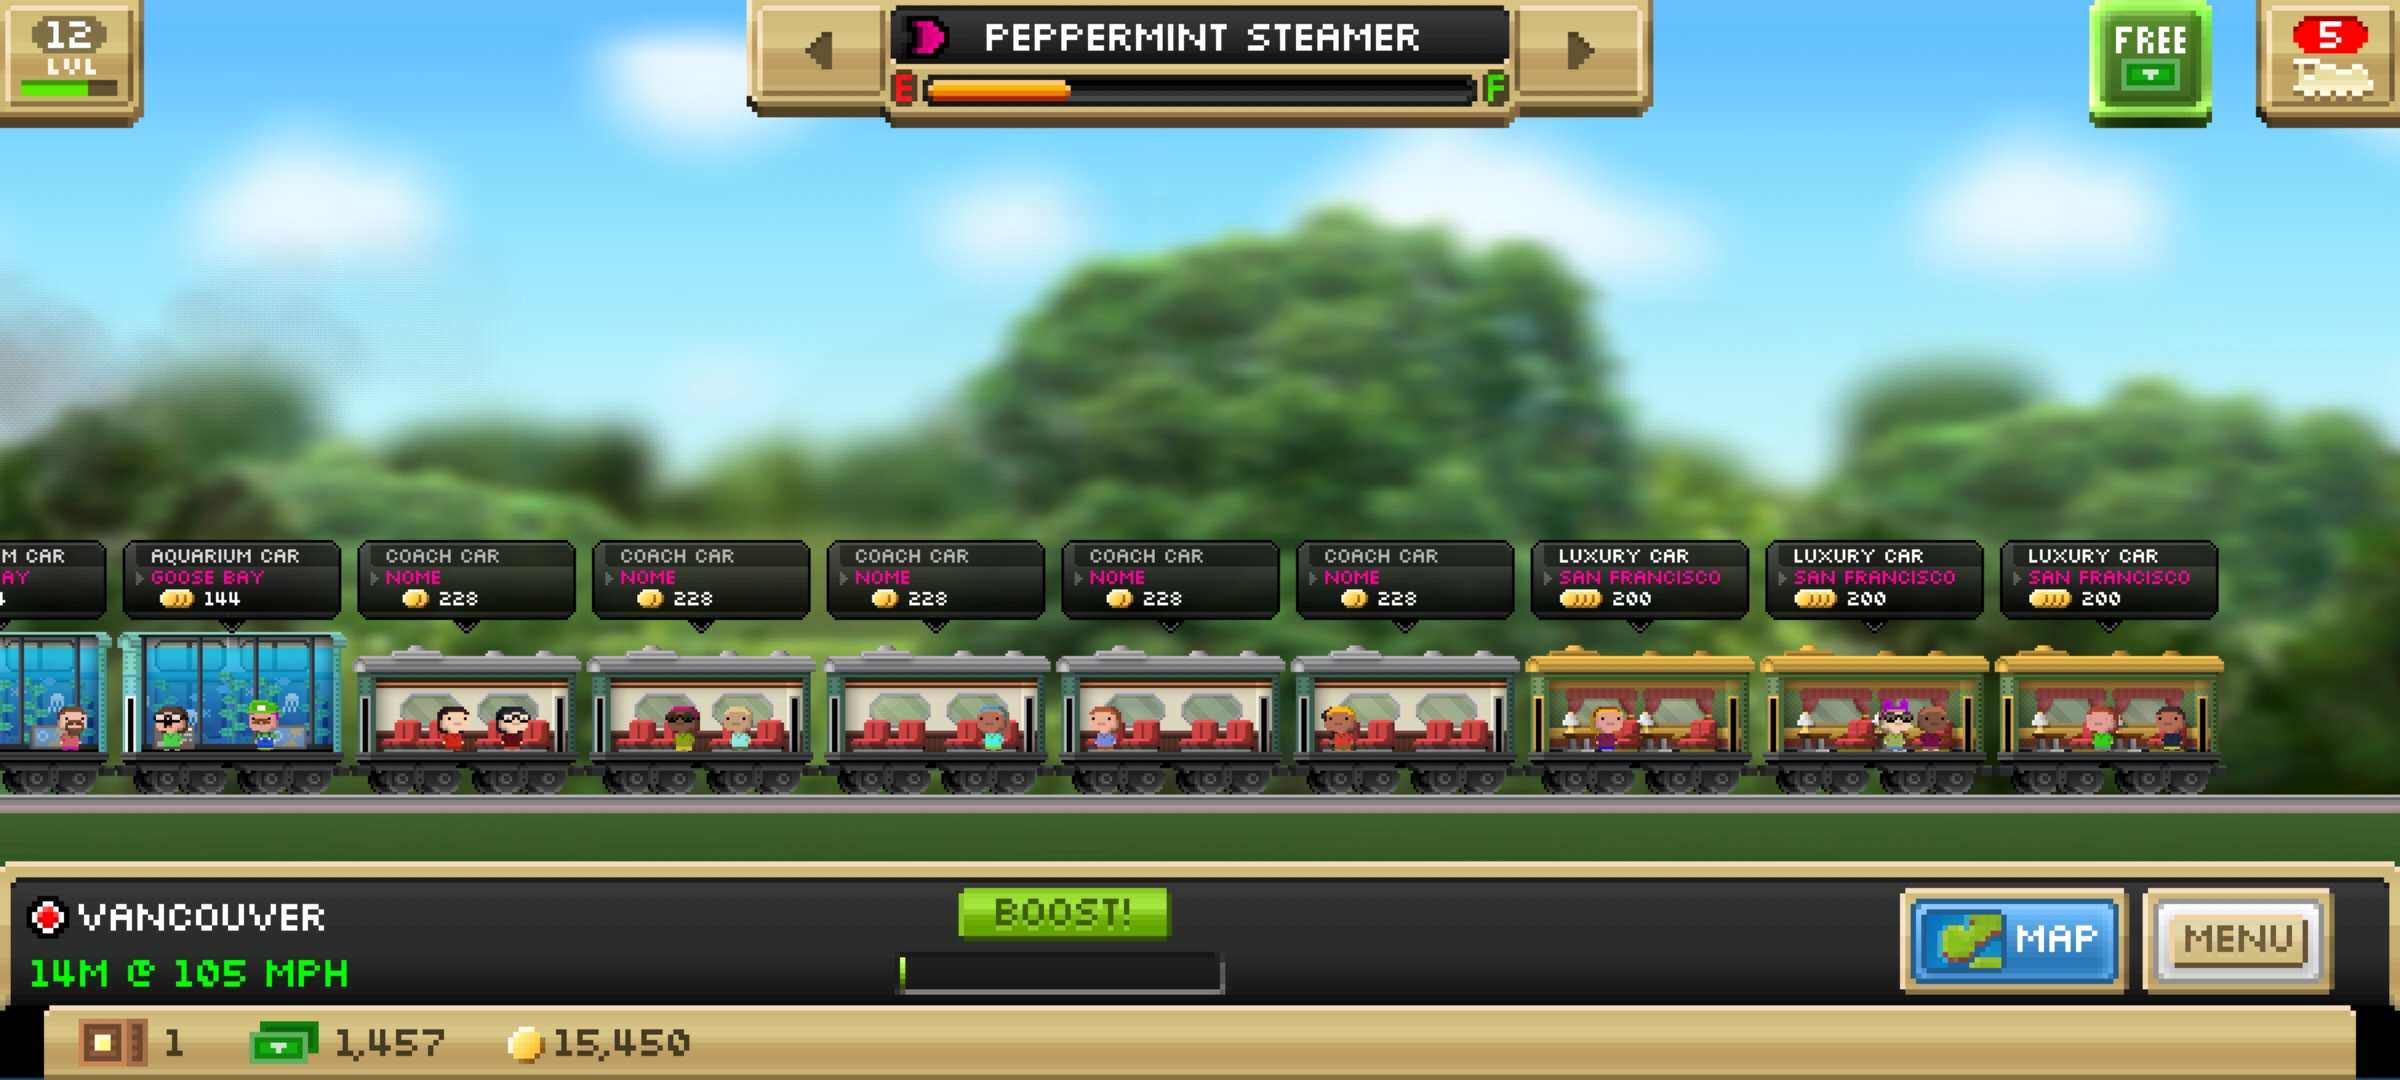 12
LVL
PEPPERMINT STEAMER
E
F
FREE
5
M CAR
AY
4
AQUARIUM CAR
GOOSE BAY
144
COACH CAR
NOME
228
COACH CAR
NOME
228
COACH CAR
NOME
228
COACH CAR
NOME
228
COACH CAR
NOME
228
LUXURY CAR
SAN FRANCISCO
200
LUXURY CAR
SAN FRANCISCO
200
LUXURY CAR
SAN FRANCISCO
200
VANCOUVER
14M @ 105 MPH
BOOST!
MAP
MENU
1
1,457
15,450